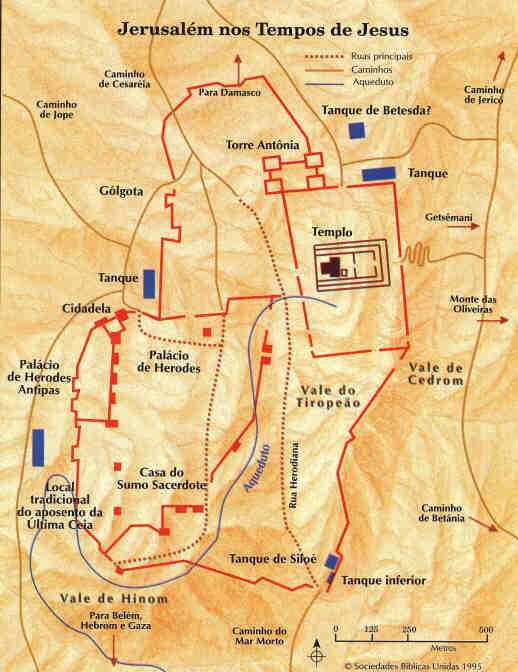 Jerusalém nos Tempos de Jesus
Ruas principais
Caminhos
Aqueduto
Caminho
de Cesaréia
Para Damasco
Caminho
de Jericó
Caminho
de Jope
Tanque de Betesda?
Torre Antônia
Tanque
Gólgota
Getsêmani
Templo
Tanque
Monte das
Oliveiras
Cidadela
Palácio
de Herodes
Palácio
de Herodes
Antipas
Vale de
Cedrom
Vale do
Tiropeão
Aqueduto
Rua Herodiana
Casa do
Sumo Sacerdote
Local
tradicional
do aposento da
Última Ceia
Caminho
de Betânia
Tanque de Siloé
Tanque inferior
Vale de Hinom
Para Belém,
Hebrom e Gaza
Caminho do
Mar Morto
0 125 250 500
Metros
© Sociedades Bíblicas Unidas 1995